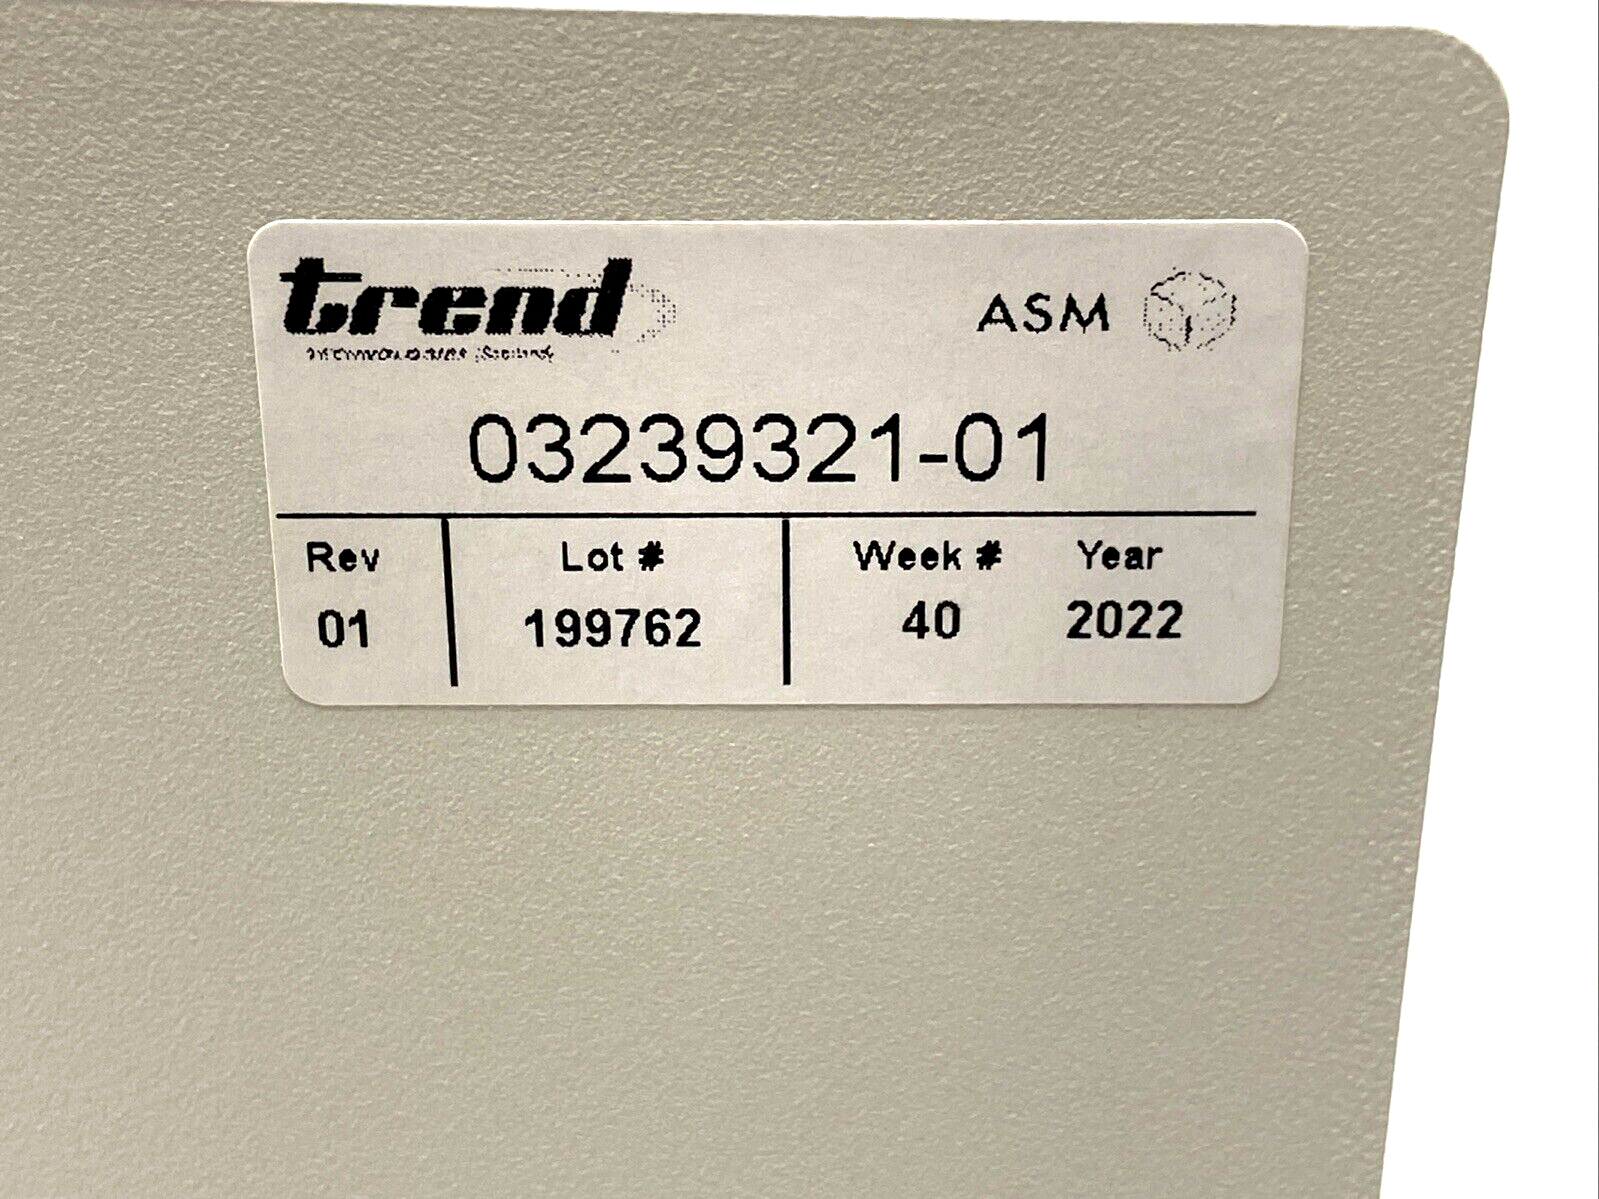 trend
ASM
03239321-01
Rev Lot # Week # Year
01 199762 40 2022